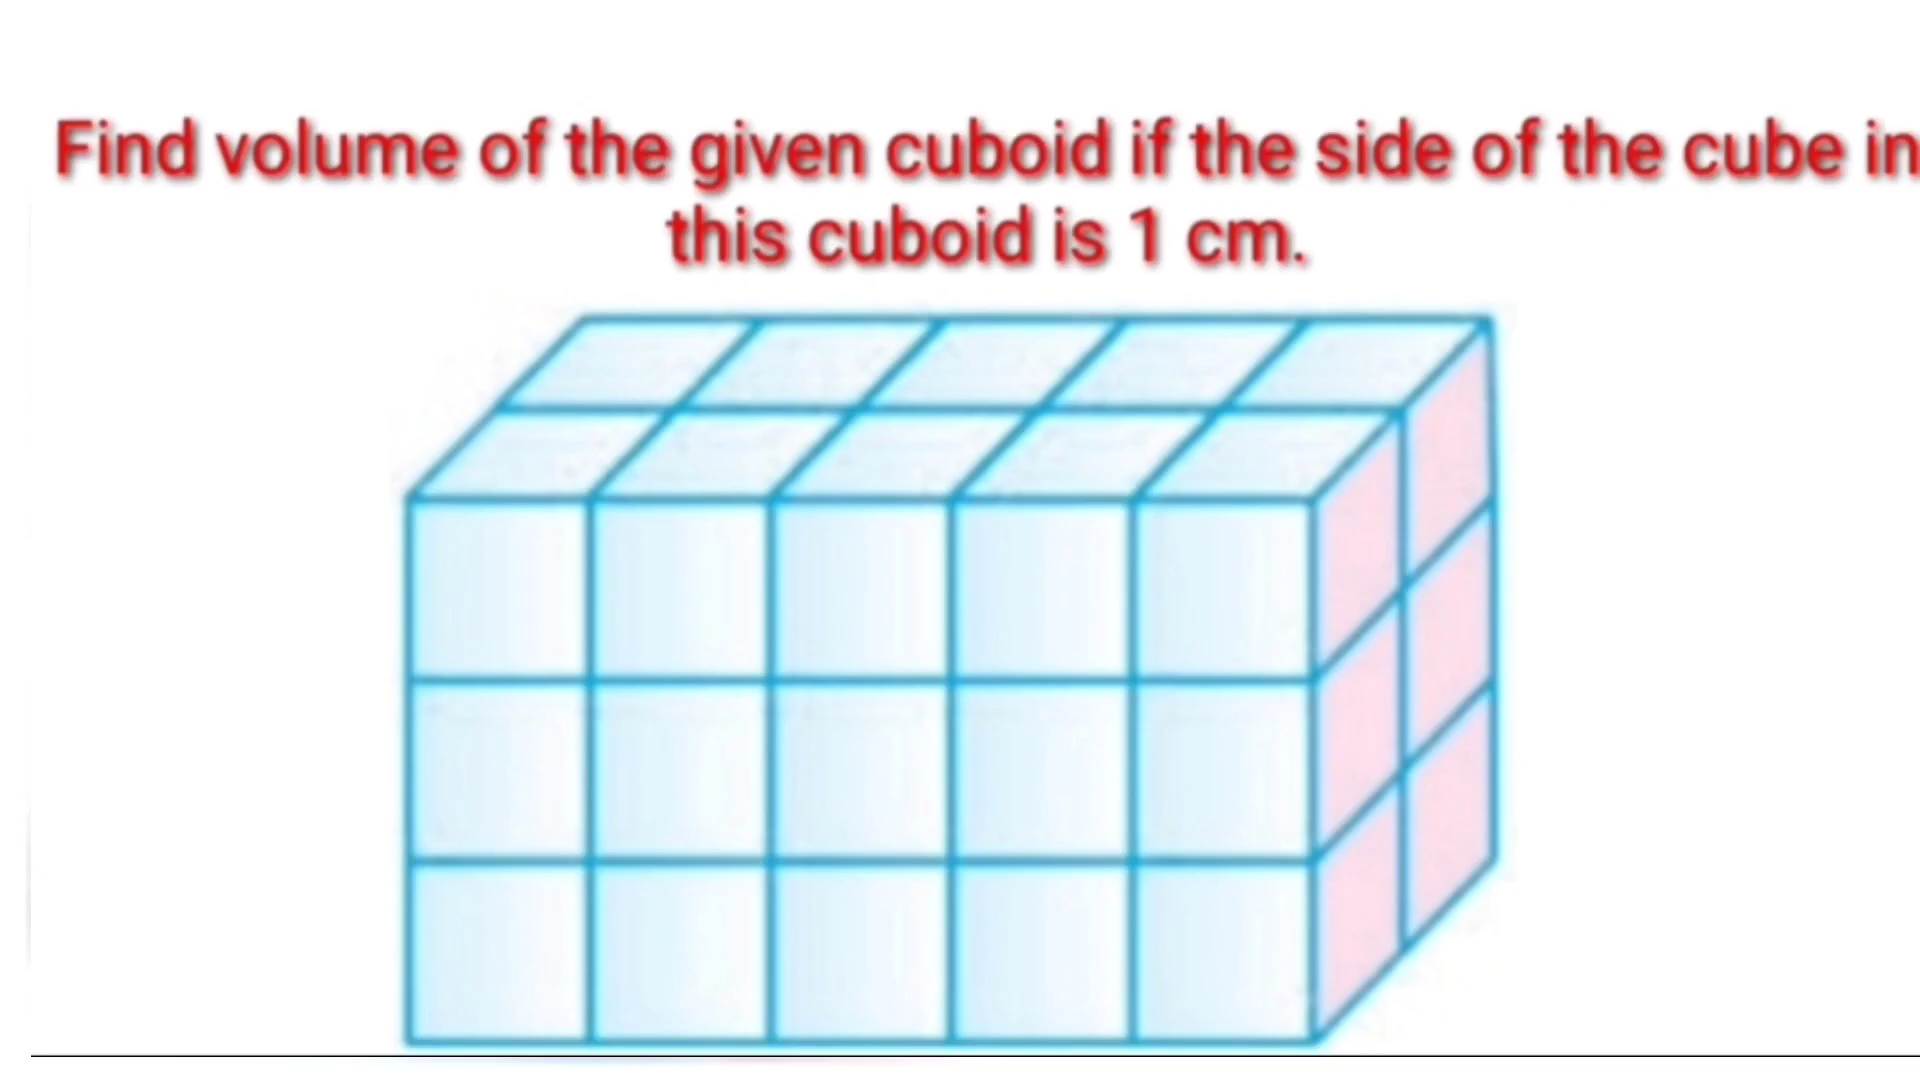 Find volume of the given cuboid if the side of the cube in
this cuboid is 1 cm.